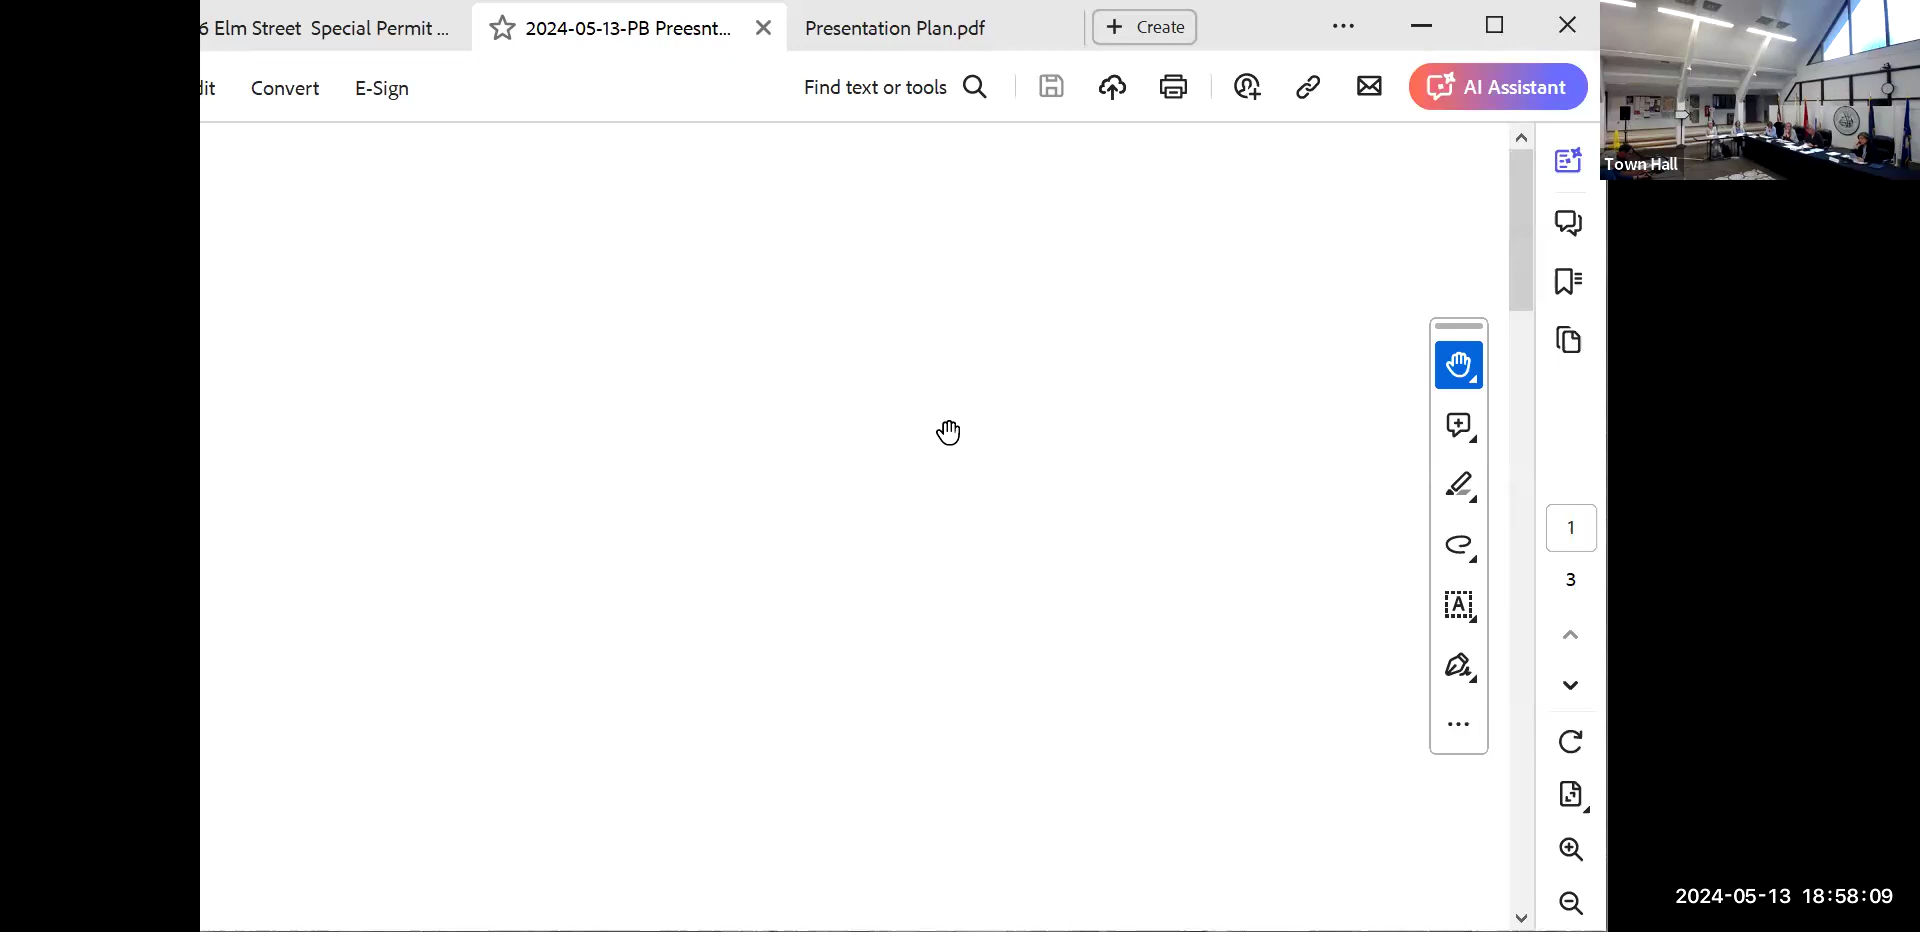 6 Elm Street Special Permit ...
2024-05-13-PB Preesnt...
Presentation Plan.pdf
+ Create
dit
Convert
E-Sign
Find text or tools
AI Assistant
Town Hall
A
1
3
2024-05-13 18:58:09